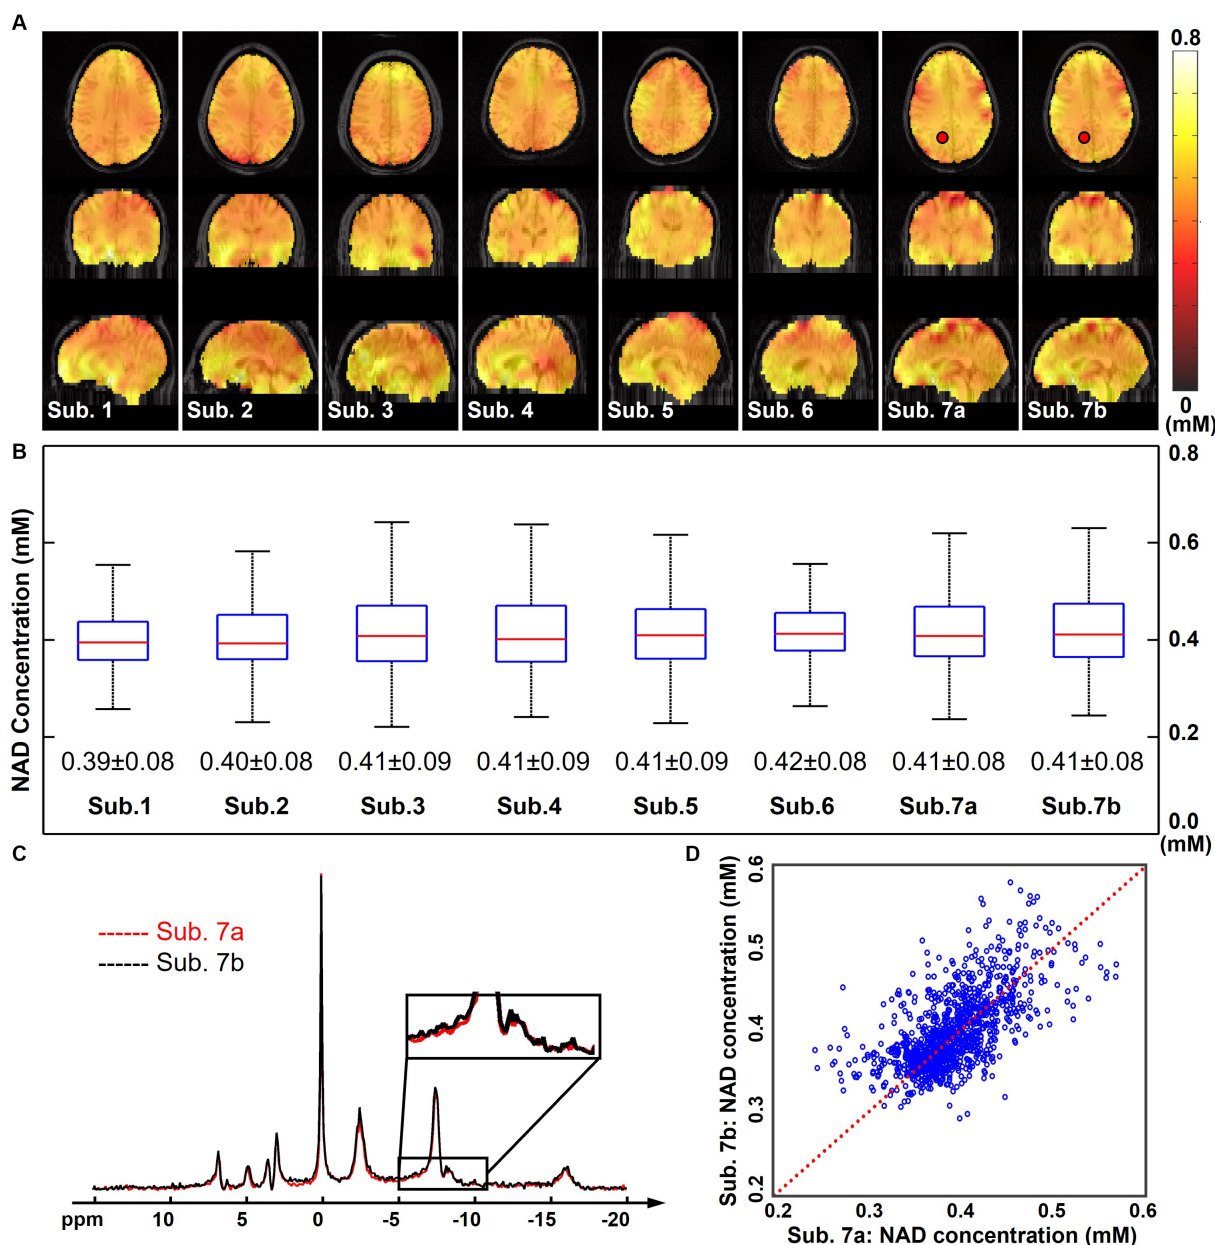 A
0.8
Sub. 1
Sub. 2
Sub. 3
Sub. 4
Sub. 5
Sub. 6
Sub. 7a
Sub. 7b
0
(mM)
B
NAD Concentration (mM)
0.8
0.6
0.4
0.2
0.0
(mM)
0.39±0.08 0.40±0.08 0.41±0.09 0.41±0.09 0.41±0.09 0.42±0.08 0.41±0.08 0.41±0.08
Sub.1 Sub.2 Sub.3 Sub.4 Sub.5 Sub.6 Sub.7a Sub.7b
C
Sub. 7a
Sub. 7b
ppm 10 5 0 -5 -10 -15 -20
D
Sub. 7b: NAD concentration (mM)
0.6
0.5
0.4
0.3
0.2
0.2 0.3 0.4 0.5 0.6
Sub. 7a: NAD concentration (mM)